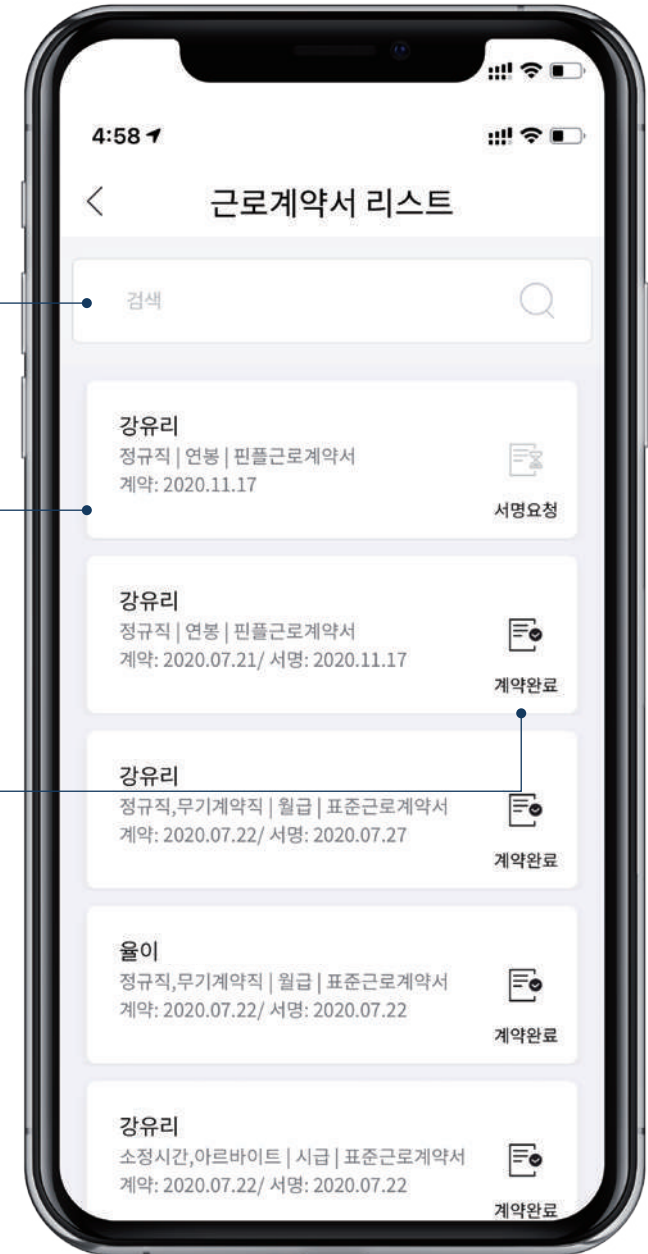 4:58
근로계약서 리스트
검색
강유리
정규직 | 연봉 | 핀플근로계약서
계약: 2020.11.17
서명요청
강유리
정규직 | 연봉 | 핀플근로계약서
계약: 2020.07.21/ 서명: 2020.11.17
계약완료
강유리
정규직,무기계약직 | 월급 | 표준근로계약서
계약: 2020.07.22/ 서명: 2020.07.27
계약완료
율이
정규직,무기계약직 | 월급 | 표준근로계약서
계약: 2020.07.22/ 서명: 2020.07.22
계약완료
강유리
소정시간,아르바이트 | 시급 | 표준근로계약서
계약: 2020.07.22/ 서명: 2020.07.22
계약완료